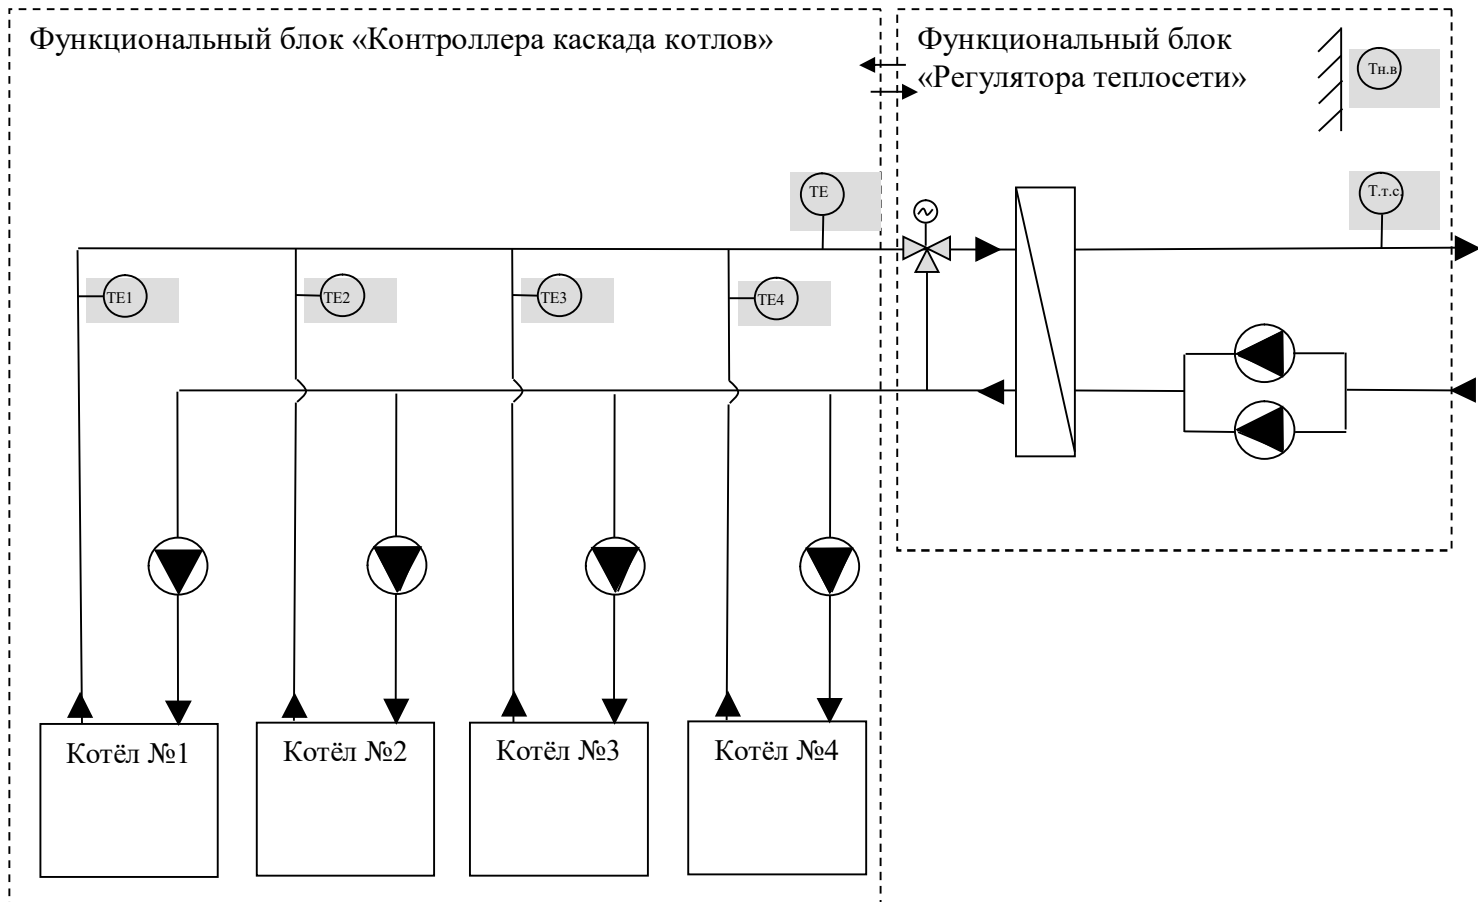 Функциональный блок «Контроллера каскада котлов»
Функциональный блок
«Регулятора теплосети»
Тн.в
ТЕ
Т.т.с.
ТЕ1
ТЕ2
ТЕ3
ТЕ4
Котёл №1
Котёл №2
Котёл №3
Котёл №4